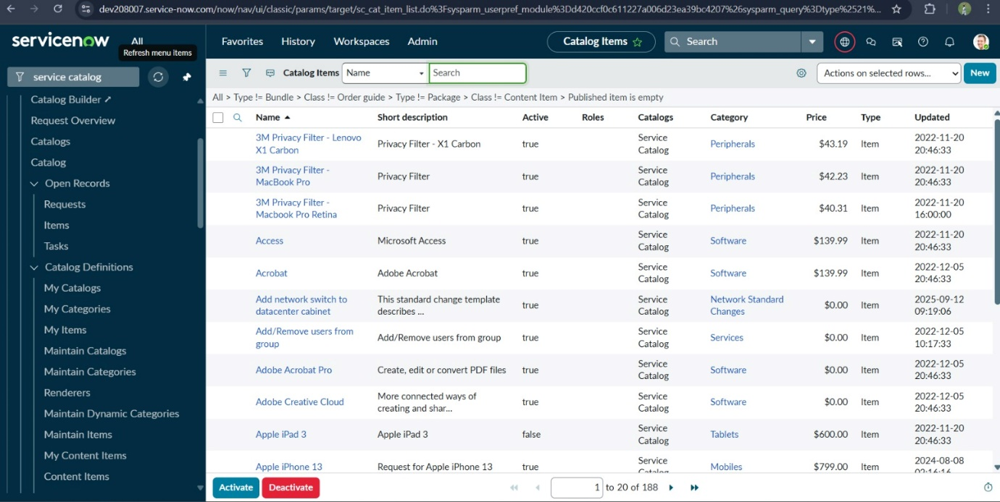 dev208007.service-now.com/now/nav/ui/classic/params/target/sc_cat_item_list.do%3Fsysparm_userpref_module%3Dd420ccf0c611227a006d23ea39bc4207%26sysparm_query%3Dtype%2521%...
servicenow
All
Favorites
History
Workspaces
Admin
Catalog Items
Search
Refresh menu items
service catalog
Catalog Builder
Request Overview
Catalogs
Catalog
Open Records
Requests
Items
Tasks
Catalog Definitions
My Catalogs
My Categories
My Items
Maintain Catalogs
Maintain Categories
Renderers
Maintain Dynamic Categories
Maintain Items
My Content Items
Content Items
Catalog Items Name Search
Actions on selected rows... New
All > Type != Bundle > Class != Order guide > Type != Package > Class != Content Item > Published item is empty
Name Short description Active Roles Catalogs Category Price Type Updated
3M Privacy Filter - Lenovo X1 Carbon Privacy Filter - X1 Carbon true Service Catalog Peripherals $43.19 Item 2022-11-20 20:46:33
3M Privacy Filter - MacBook Pro Privacy Filter true Service Catalog Peripherals $42.23 Item 2022-11-20 20:46:33
3M Privacy Filter - Macbook Pro Retina Privacy Filter true Service Catalog Peripherals $40.31 Item 2022-11-20 16:00:00
Access Microsoft Access true Service Catalog Software $139.99 Item 2022-11-20 20:46:33
Acrobat Adobe Acrobat true Service Catalog Software $139.99 Item 2022-12-05 20:46:33
Add network switch to datacenter cabinet This standard change template describes ... true Service Catalog Network Standard Changes $0.00 Item 2025-09-12 09:19:06
Add/Remove users from group Add/Remove users from group true Service Catalog Services $0.00 Item 2022-12-05 10:17:33
Adobe Acrobat Pro Create, edit or convert PDF files true Service Catalog Software $0.00 Item 2022-12-05 20:46:33
Adobe Creative Cloud More connected ways of creating and shar... true Service Catalog Software $0.00 Item 2022-12-05 20:46:33
Apple iPad 3 Apple iPad 3 false Service Catalog Tablets $600.00 Item 2022-11-20 20:46:33
Apple iPhone 13 Request for Apple iPhone 13 true Service Catalog Mobiles $799.00 Item 2024-08-08 02:16:16
Activate Deactivate 1 to 20 of 188